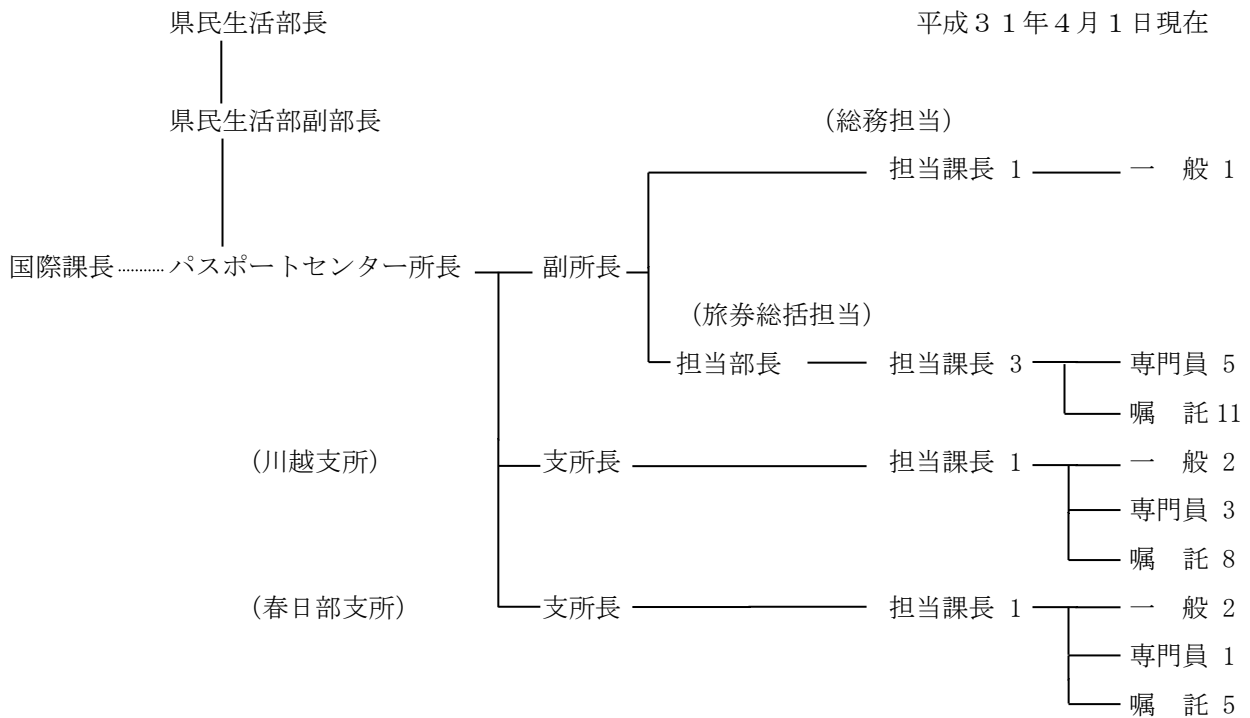 県民生活部長 平成３１年４月１日現在
県民生活部副部長 (総務担当)
担当課長 1 一　般 1
国際課長 パスポートセンター所長 副所長
(旅券総括担当)
担当部長 担当課長 3 専門員 5
嘱　託 11
(川越支所) 支所長 担当課長 1 一　般 2
専門員 3
嘱　託 8
(春日部支所) 支所長 担当課長 1 一　般 2
専門員 1
嘱　託 5